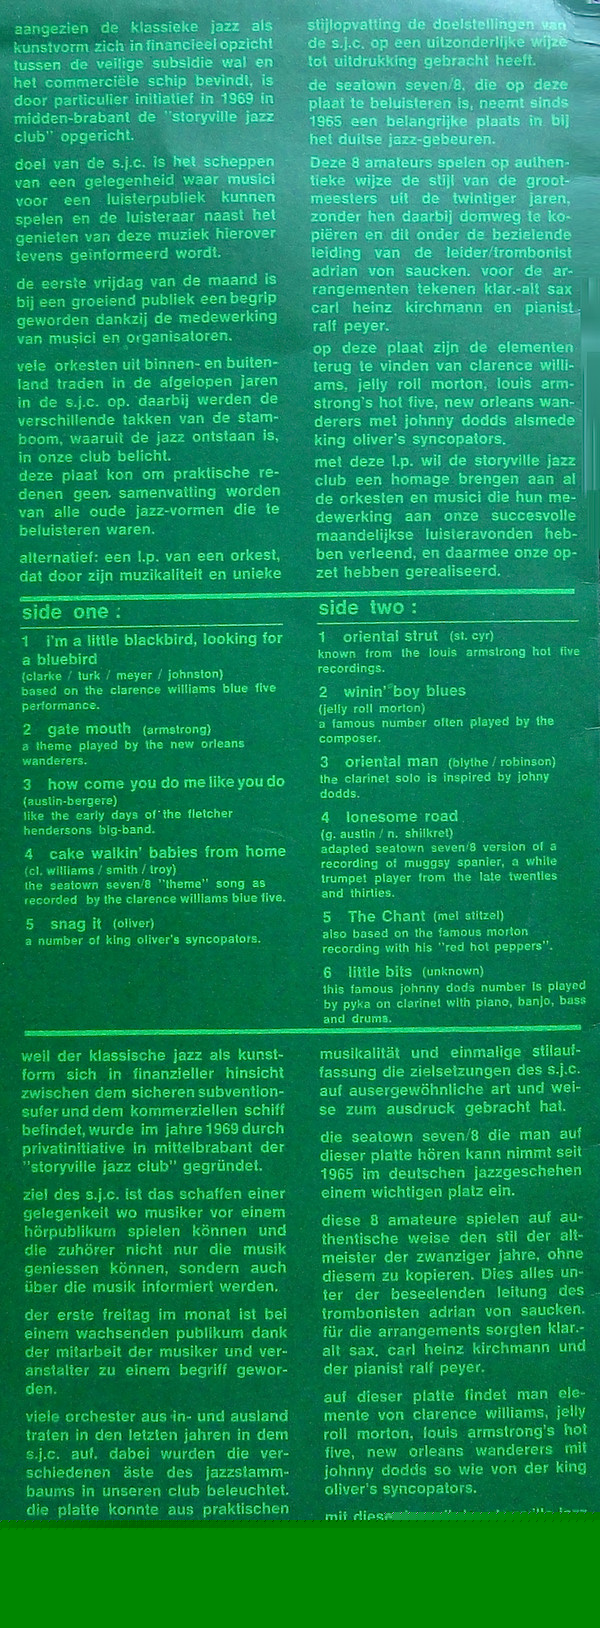 aangezien de klassieke jazz als
kunstvorm zich in financieel opzicht
tussen de veilige subsidie wal en
het commerciële schip bevindt, is
door particulier initiatief in 1969 in
midden-brabant de "storyville jazz
club" opgericht.
doel van de s.j.c. is het scheppen
van een gelegenheid waar musici
voor een luisterpubliek kunnen
spelen en de luisteraar naast het
genieten van deze muziek hierover
tevens geïnformeerd wordt.
de eerste vrijdag van de maand is
bij een groeiend publiek een begrip
geworden dankzij de medewerking
van musici en organisatoren.
vele orkesten uit binnen- en buiten-
land traden in de afgelopen jaren
in de s.j.c. op. daarbij werden de
verschillende takken van de stam-
boom, waaruit de jazz ontstaan is,
in onze club belicht.
deze plaat kon om praktische re-
denen geen samenvatting worden
van alle oude jazz-vormen die te
beluisteren waren.
alternatief: een l.p. van een orkest,
dat door zijn muzikaliteit en unieke
stijlopvatting de doelstellingen van
de s.j.c. op een uitzonderlijke wijze
tot uitdrukking gebracht heeft.
de seatown seven/8, die op deze
plaat te beluisteren is, neemt sinds
1965 een belangrijke plaats in bij
het duitse jazz-gebeuren.
Deze 8 amateurs spelen op authen-
tieke wijze de stijl van de groot-
meesters uit de twintiger jaren,
zonder hen daarbij domweg te ko-
piëren en dit onder de bezielende
leiding van de leider/trombonist
adrian von saucken. voor de ar-
rangementen tekenen klar.-alt sax
carl heinz kirchmann en pianist
ralf peyer.
op deze plaat zijn de elementen
terug te vinden van clarence willi-
ams, jelly roll morton, louis arm-
strong's hot five, new orleans wan-
derers met johnny dodds alsmede
king oliver's syncopators.
met deze l.p. wil de storyville jazz
club een homage brengen aan al
de orkesten en musici die hun me-
dewerking aan onze succesvolle
maandelijkse luisteravonden heb-
ben verleend, en daarmee onze op-
zet hebben gerealiseerd.
side one :
1 i'm a little blackbird, looking for
a bluebird
(clarke / turk / meyer / johnston)
based on the clarence williams blue five
performance.
2 gate mouth (armstrong)
a theme played by the new orleans
wanderers.
3 how come you do me like you do
(austin-bergere)
like the early days of the fletcher
hendersons big-band.
4 cake walkin' babies from home
(cl. williams / smith / troy)
the seatown seven/8 "theme" song as
recorded by the clarence williams blue five.
5 snag it (oliver)
a number of king oliver's syncopators.
side two :
1 oriental strut (st. cyr)
known from the louis armstrong hot five
recordings.
2 winin' boy blues
(jelly roll morton)
a famous number often played by the
composer.
3 oriental man (blythe / robinson)
the clarinet solo is inspired by johny
dodds.
4 lonesome road
(g. austin / n. shilkret)
adapted seatown seven/8 version of a
recording of muggsy spanier, a while
trumpet player from the late twenties
and thirties.
5 The Chant (mel stitzel)
also based on the famous morton
recording with his "red hot peppers".
6 little bits (unknown)
this famous johnny dods number is played
by pyka on clarinet with piano, banjo, bass
and drums.
weil der klassische jazz als kunst-
form sich in finanzieller hinsicht
zwischen dem sicheren subvention-
sufer und dem kommerziellen schiff
befindet, wurde im jahre 1969 durch
privatinitiative in mittelbrabant der
"storyville jazz club" gegründet.
ziel des s.j.c. ist das schaffen einer
gelegenkeit wo musiker vor einem
hörpublikum spielen können und
die zuhörer nicht nur die musik
geniessen können, sondern auch
über die musik informiert werden.
der erste freitag im monat ist bei
einem wachsenden publikum dank
der mitarbeit der musiker und ver-
anstalter zu einem begriff gewor-
den.
viele orchester aus in- und ausland
traten in den letzten jahren in dem
s.j.c. auf. dabei wurden die ver-
schiedenen äste des jazzstamm-
baums in unseren club beleuchtet.
die platte konnte aus praktischen
musikalität und einmalige stilauf-
fassung die zielsetzungen des s.j.c.
auf ausergewöhnliche art und wei-
se zum ausdruck gebracht hat.
die seatown seven/8 die man auf
dieser platte hören kann nimmt seit
1965 im deutschen jazzgeschehen
einem wichtigen platz ein.
diese 8 amateure spielen auf au-
thentische weise den stil der alt-
meister der zwanziger jahre, ohne
diesem zu kopieren. Dies alles un-
ter der beseelenden leitung des
trombonisten adrian von saucken.
für die arrangements sorgten klar.-
alt sax. carl heinz kirchmann und
der pianist ralf peyer.
auf dieser platte findet man ele-
mente von clarence williams, jelly
roll morton, louis armstrong's hot
five, new orleans wanderers mit
johnny dodds so wie von der king
oliver's syncopators.
mit dieser